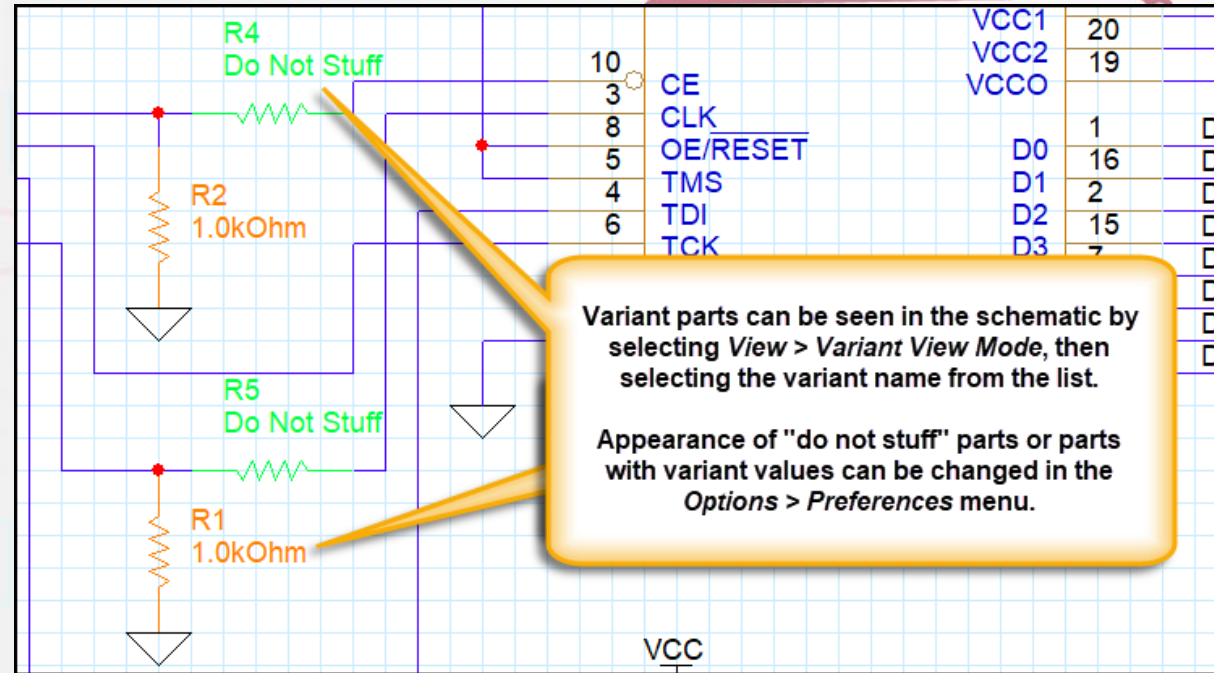 R4
Do Not Stuff
R2
1.0kOhm
R5
Do Not Stuff
R1
1.0kOhm
10
3
8
5
4
6
CE
CLK
OE/RESET
TMS
TDI
TCK
VCC1
VCC2
VCCO
D0
D1
D2
D3
20
19
1
16
2
15
7
Variant parts can be seen in the schematic by
selecting View > Variant View Mode, then
selecting the variant name from the list.
Appearance of "do not stuff" parts or parts
with variant values can be changed in the
Options > Preferences menu.
VCC